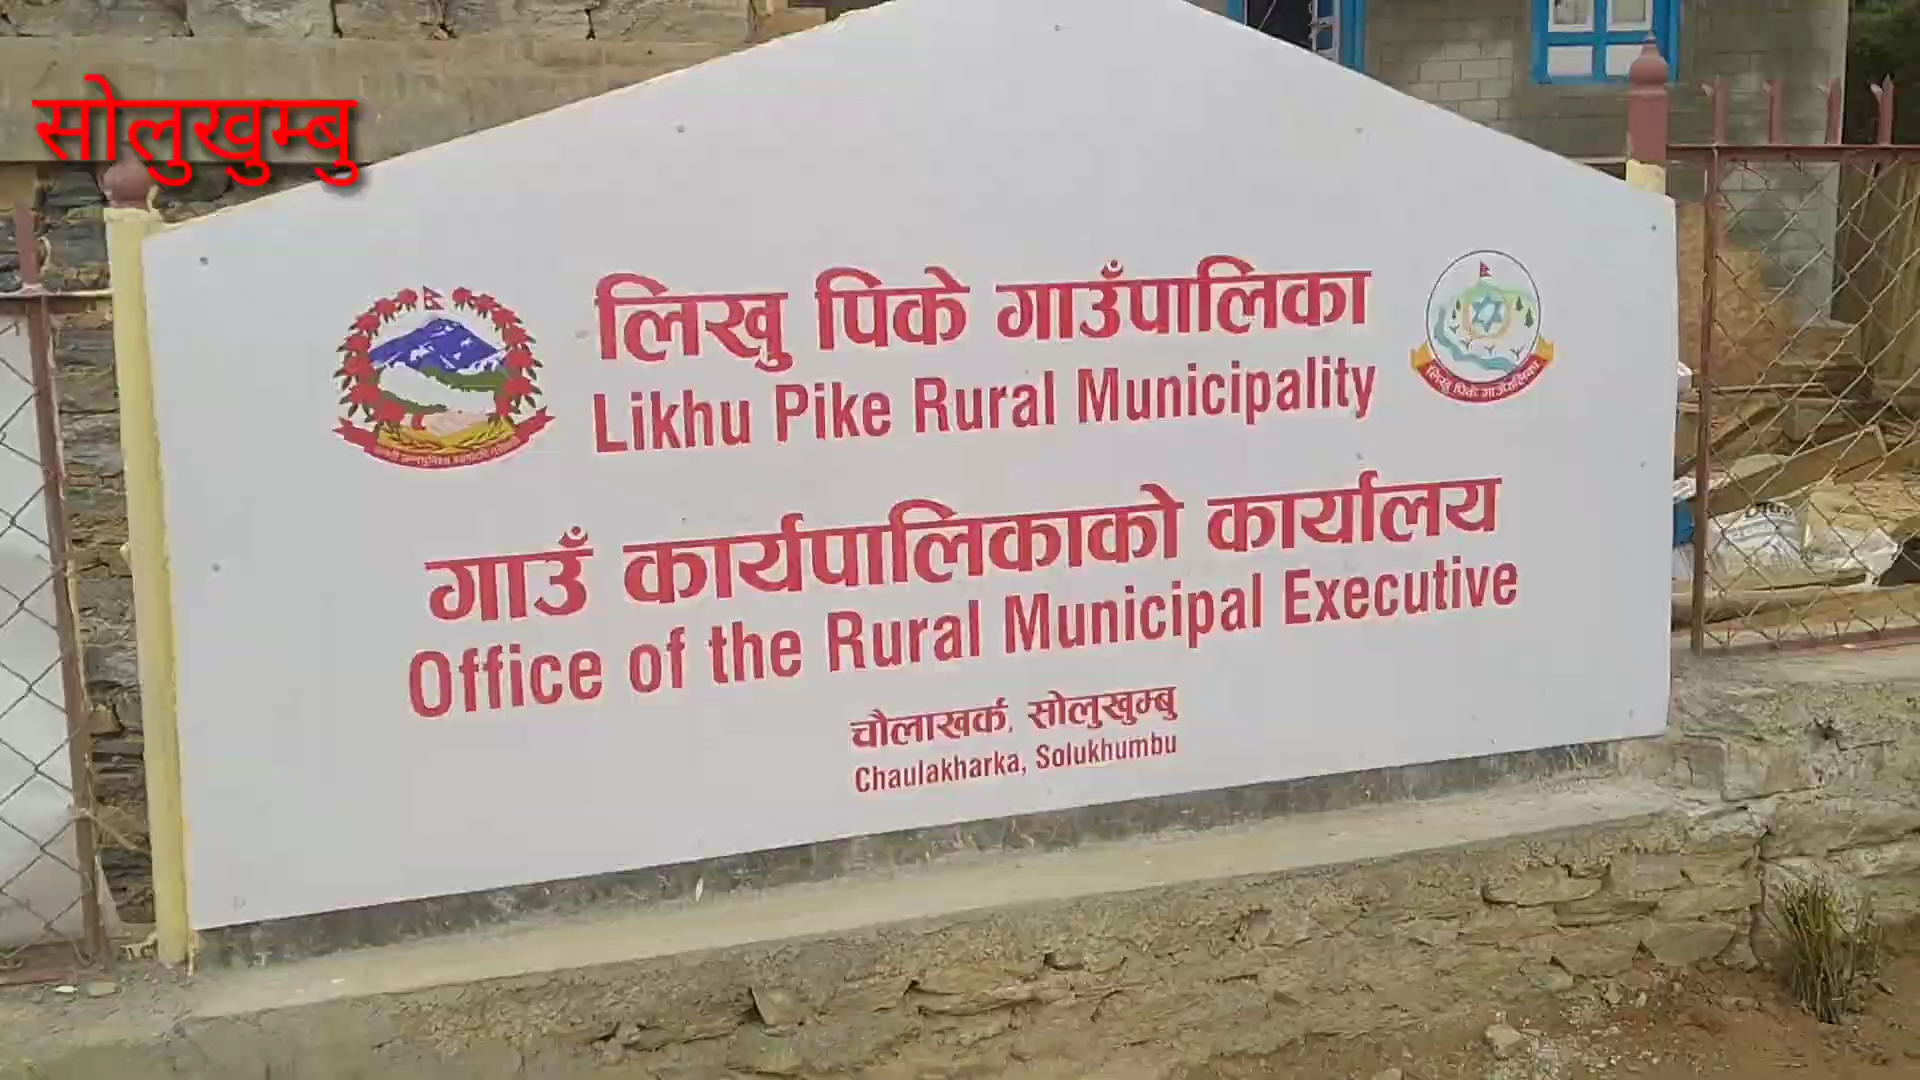 सोलुखुम्बु
लिखु पिके गाउँपालिका
Likhu Pike Rural Municipality
लिखु पिके गाउँपालिका
गाउँ कार्यपालिकाको कार्यालय
Office of the Rural Municipal Executive
चौलाखर्क, सोलुखुम्बु
Chaulakharka, Solukhumbu